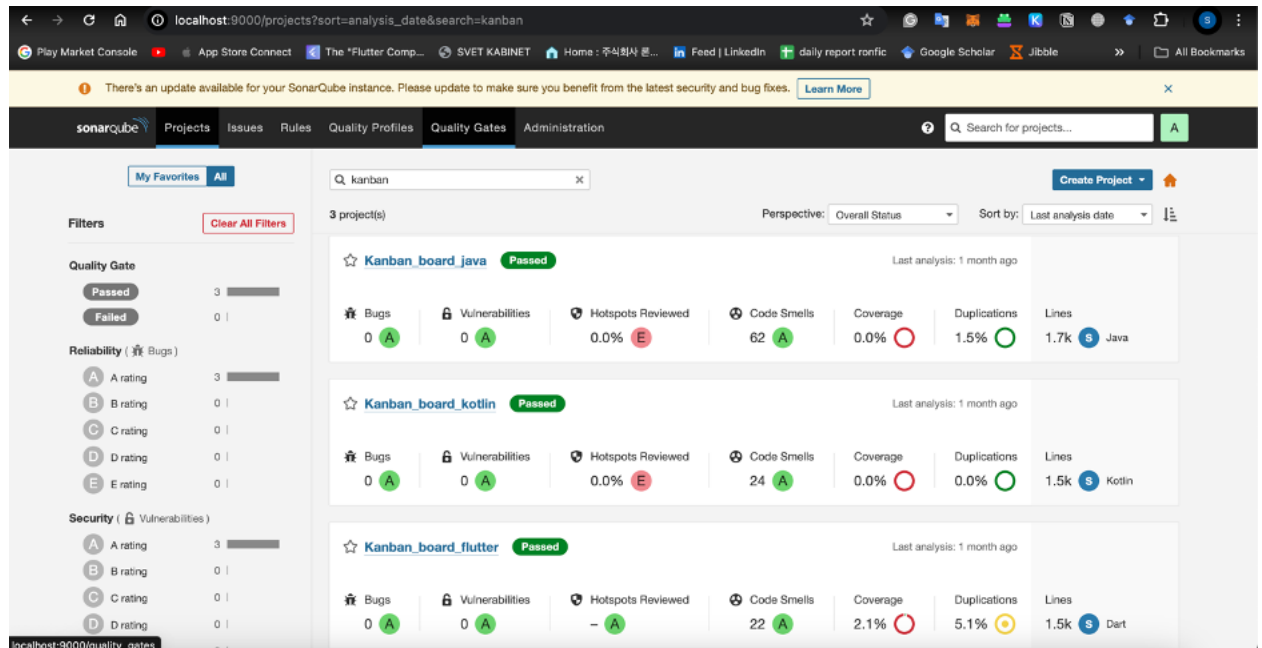 localhost:9000/projects?sort=analysis_date&search=kanban
Play Market Console App Store Connect The "Flutter Comp... SVET KABINET Home : 주식회사 폰... Feed | LinkedIn daily report ronfic Google Scholar Jibble » All Bookmarks
There's an update available for your SonarQube instance. Please update to make sure you benefit from the latest security and bug fixes. Learn More
sonarqube Projects Issues Rules Quality Profiles Quality Gates Administration Search for projects... A
My Favorites All
kanban
Create Project
Filters Clear All Filters
3 project(s) Perspective: Overall Status Sort by: Last analysis date
Quality Gate
Passed 3
Failed 0
Reliability ( Bugs )
A A rating 3
B B rating 0
C C rating 0
D D rating 0
E E rating 0
Security ( Vulnerabilities )
A A rating 3
B B rating 0
C C rating 0
D D rating 0
localhost:9000/quality_gates
Kanban_board_java Passed Last analysis: 1 month ago
Bugs Vulnerabilities Hotspots Reviewed Code Smells Coverage Duplications Lines
0 A 0 A 0.0% E 62 A 0.0% 1.5% 1.7k S Java
Kanban_board_kotlin Passed Last analysis: 1 month ago
Bugs Vulnerabilities Hotspots Reviewed Code Smells Coverage Duplications Lines
0 A 0 A 0.0% E 24 A 0.0% 0.0% 1.5k S Kotlin
Kanban_board_flutter Passed Last analysis: 1 month ago
Bugs Vulnerabilities Hotspots Reviewed Code Smells Coverage Duplications Lines
0 A 0 A – A 22 A 2.1% 5.1% 1.5k S Dart